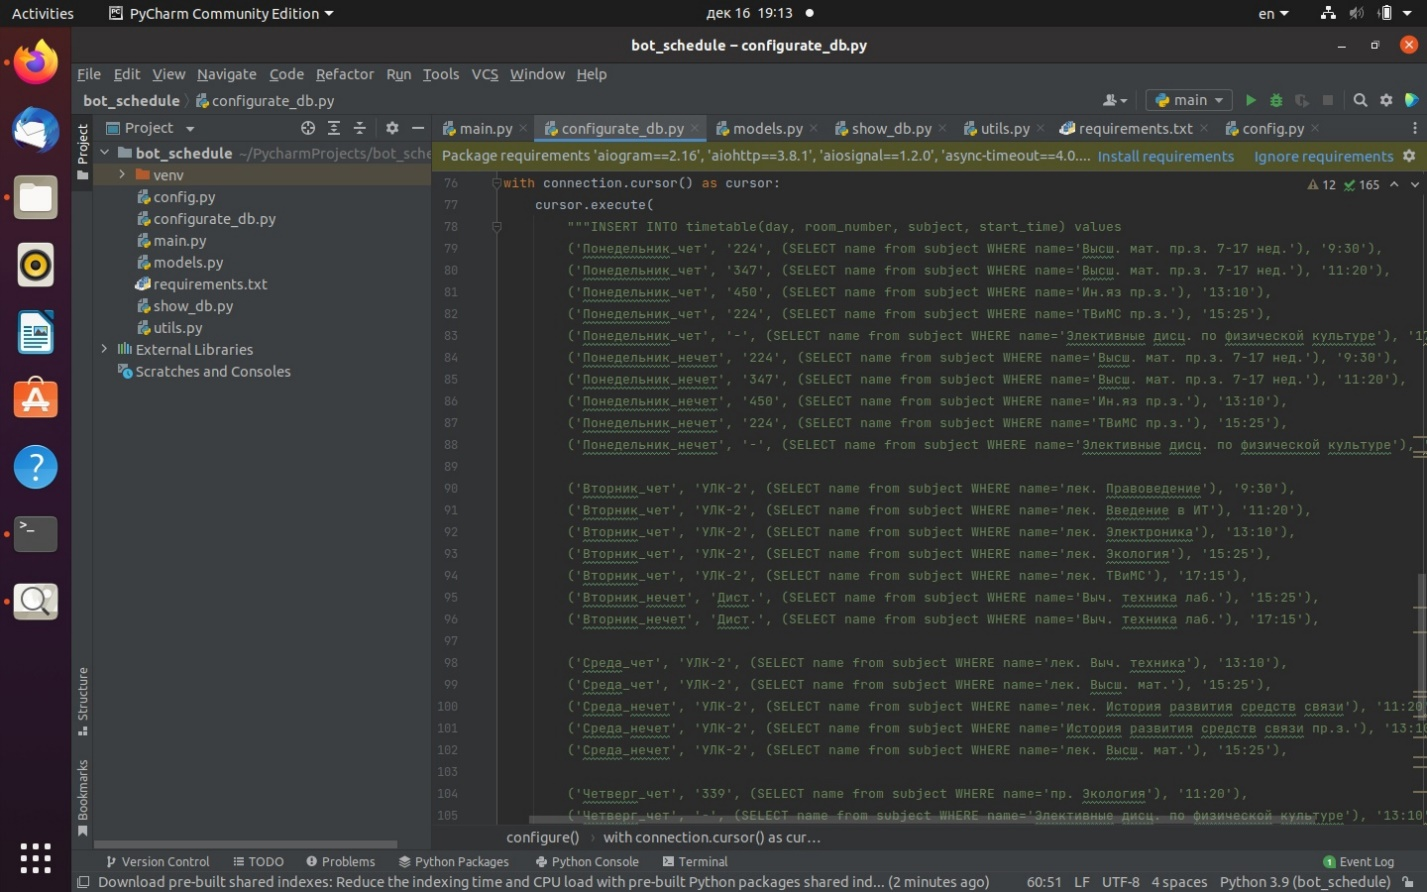 Activities PyCharm Community Edition дек 16 19:13 en
bot_schedule – configurate_db.py
File Edit View Navigate Code Refactor Run Tools VCS Window Help
bot_schedule configurate_db.py main
Project main.py configurate_db.py models.py show_db.py utils.py requirements.txt config.py
Project
bot_schedule ~/PycharmProjects/bot_sche
venv
config.py
configurate_db.py
main.py
models.py
requirements.txt
show_db.py
utils.py
External Libraries
Scratches and Consoles
Structure
Bookmarks
Package requirements 'aiogram==2.16', 'aiohttp==3.8.1', 'aiosignal==1.2.0', 'async-timeout==4.0.... Install requirements Ignore requirements
12 165
76 with connection.cursor() as cursor:
77 cursor.execute(
78 """INSERT INTO timetable(day, room_number, subject, start_time) values
79 ('Понедельник_чет', '224', (SELECT name from subject WHERE name='Высш. мат. пр.з. 7-17 нед.'), '9:30'),
80 ('Понедельник_чет', '347', (SELECT name from subject WHERE name='Высш. мат. пр.з. 7-17 нед.'), '11:20'),
81 ('Понедельник_чет', '450', (SELECT name from subject WHERE name='Ин.яз пр.з.'), '13:10'),
82 ('Понедельник_чет', '224', (SELECT name from subject WHERE name='ТВиМС пр.з.'), '15:25'),
83 ('Понедельник_чет', '-', (SELECT name from subject WHERE name='Элективные дисц. по физической культуре'), '1
84 ('Понедельник_нечет', '224', (SELECT name from subject WHERE name='Высш. мат. пр.з. 7-17 нед.'), '9:30'),
85 ('Понедельник_нечет', '347', (SELECT name from subject WHERE name='Высш. мат. пр.з. 7-17 нед.'), '11:20'),
86 ('Понедельник_нечет', '450', (SELECT name from subject WHERE name='Ин.яз пр.з.'), '13:10'),
87 ('Понедельник_нечет', '224', (SELECT name from subject WHERE name='ТВиМС пр.з.'), '15:25'),
88 ('Понедельник_нечет', '-', (SELECT name from subject WHERE name='Элективные дисц. по физической культуре'),
89
90 ('Вторник_чет', 'УЛК-2', (SELECT name from subject WHERE name='лек. Правоведение'), '9:30'),
91 ('Вторник_чет', 'УЛК-2', (SELECT name from subject WHERE name='лек. Введение в ИТ'), '11:20'),
92 ('Вторник_чет', 'УЛК-2', (SELECT name from subject WHERE name='лек. Электроника'), '13:10'),
93 ('Вторник_чет', 'УЛК-2', (SELECT name from subject WHERE name='лек. Экология'), '15:25'),
94 ('Вторник_чет', 'УЛК-2', (SELECT name from subject WHERE name='лек. ТВиМС'), '17:15'),
95 ('Вторник_нечет', 'Дист.', (SELECT name from subject WHERE name='Выч. техника лаб.'), '15:25'),
96 ('Вторник_нечет', 'Дист.', (SELECT name from subject WHERE name='Выч. техника лаб.'), '17:15'),
97
98 ('Среда_чет', 'УЛК-2', (SELECT name from subject WHERE name='лек. Выч. техника'), '13:10'),
99 ('Среда_чет', 'УЛК-2', (SELECT name from subject WHERE name='лек. Высш. мат.'), '15:25'),
100 ('Среда_нечет', 'УЛК-2', (SELECT name from subject WHERE name='лек. История развития средств связи'), '11:20
101 ('Среда_нечет', 'УЛК-2', (SELECT name from subject WHERE name='История развития средств связи пр.з.'), '13:10
102 ('Среда_нечет', 'УЛК-2', (SELECT name from subject WHERE name='лек. Высш. мат.'), '15:25'),
103
104 ('Четверг_чет', '339', (SELECT name from subject WHERE name='пр. Экология'), '11:20'),
105 ('Четверг_чет', '-', (SELECT name from subject WHERE name='Элективные дисц. по физической культуре'), '13:10'
configure() with connection.cursor() as cur...
Version Control TODO Problems Python Packages Python Console Terminal 1 Event Log
Download pre-built shared indexes: Reduce the indexing time and CPU load with pre-built Python packages shared ind... (2 minutes ago) 60:51 LF UTF-8 4 spaces Python 3.9 (bot_schedule)